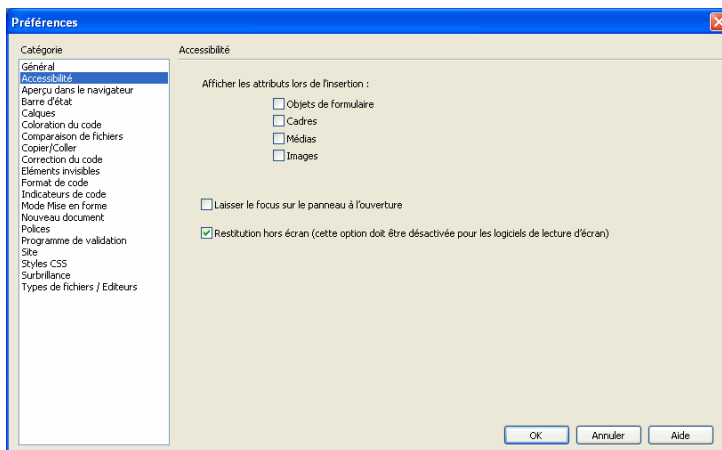 Préférences
Catégorie
Général
Accessibilité
Aperçu dans le navigateur
Barre d'état
Calques
Coloration du code
Comparaison de fichiers
Copier/Coller
Correction du code
Eléments invisibles
Format de code
Indicateurs de code
Mode Mise en forme
Nouveau document
Polices
Programme de validation
Site
Styles CSS
Surbrillance
Types de fichiers / Editeurs
Accessibilité
Afficher les attributs lors de l'insertion :
Objets de formulaire
Cadres
Médias
Images
Laisser le focus sur le panneau à l'ouverture
Restitution hors écran (cette option doit être désactivée pour les logiciels de lecture d'écran)
OK
Annuler
Aide